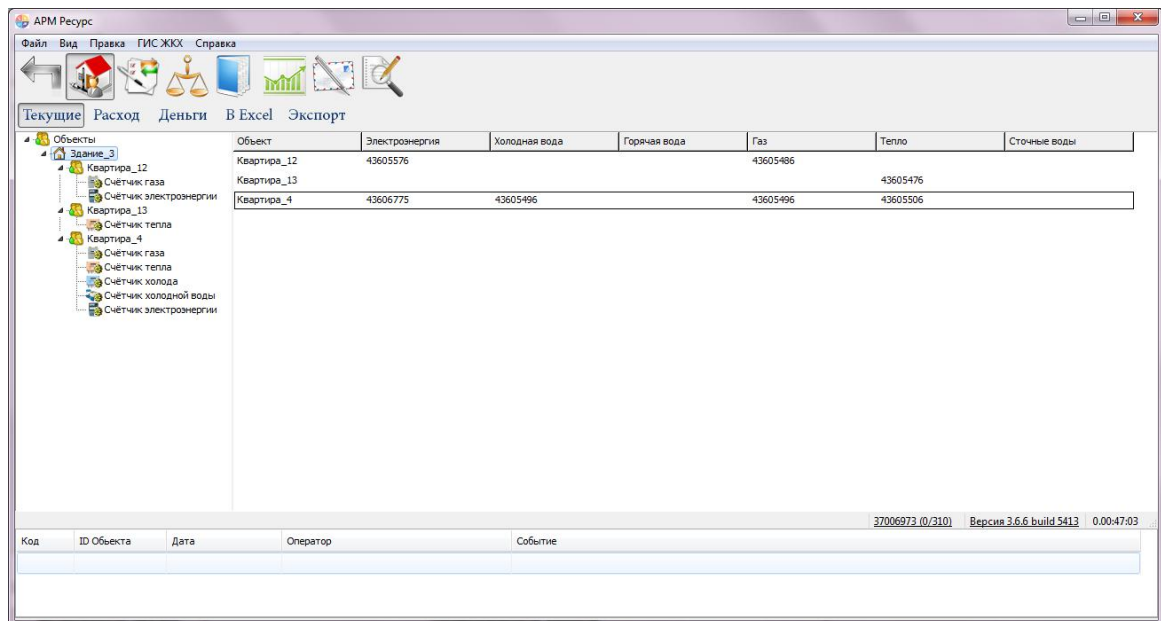 АРМ Ресурс
Файл Вид Правка ГИС ЖКХ Справка
Текущие Расход Деньги В Excel Экспорт
Объекты
Здание_3
Квартира_12
Счётчик газа
Счётчик электроэнергии
Квартира_13
Счётчик тепла
Квартира_4
Счётчик газа
Счётчик тепла
Счётчик холода
Счётчик холодной воды
Счётчик электроэнергии
Объект Электроэнергия Холодная вода Горячая вода Газ Тепло Сточные воды
Квартира_12 43605576 43605486
Квартира_13 43605476
Квартира_4 43606775 43605496 43605496 43605506
37006973 (0/310) Версия 3.6.6 build 5413 0.00:47:03
Код ID Объекта Дата Оператор Событие